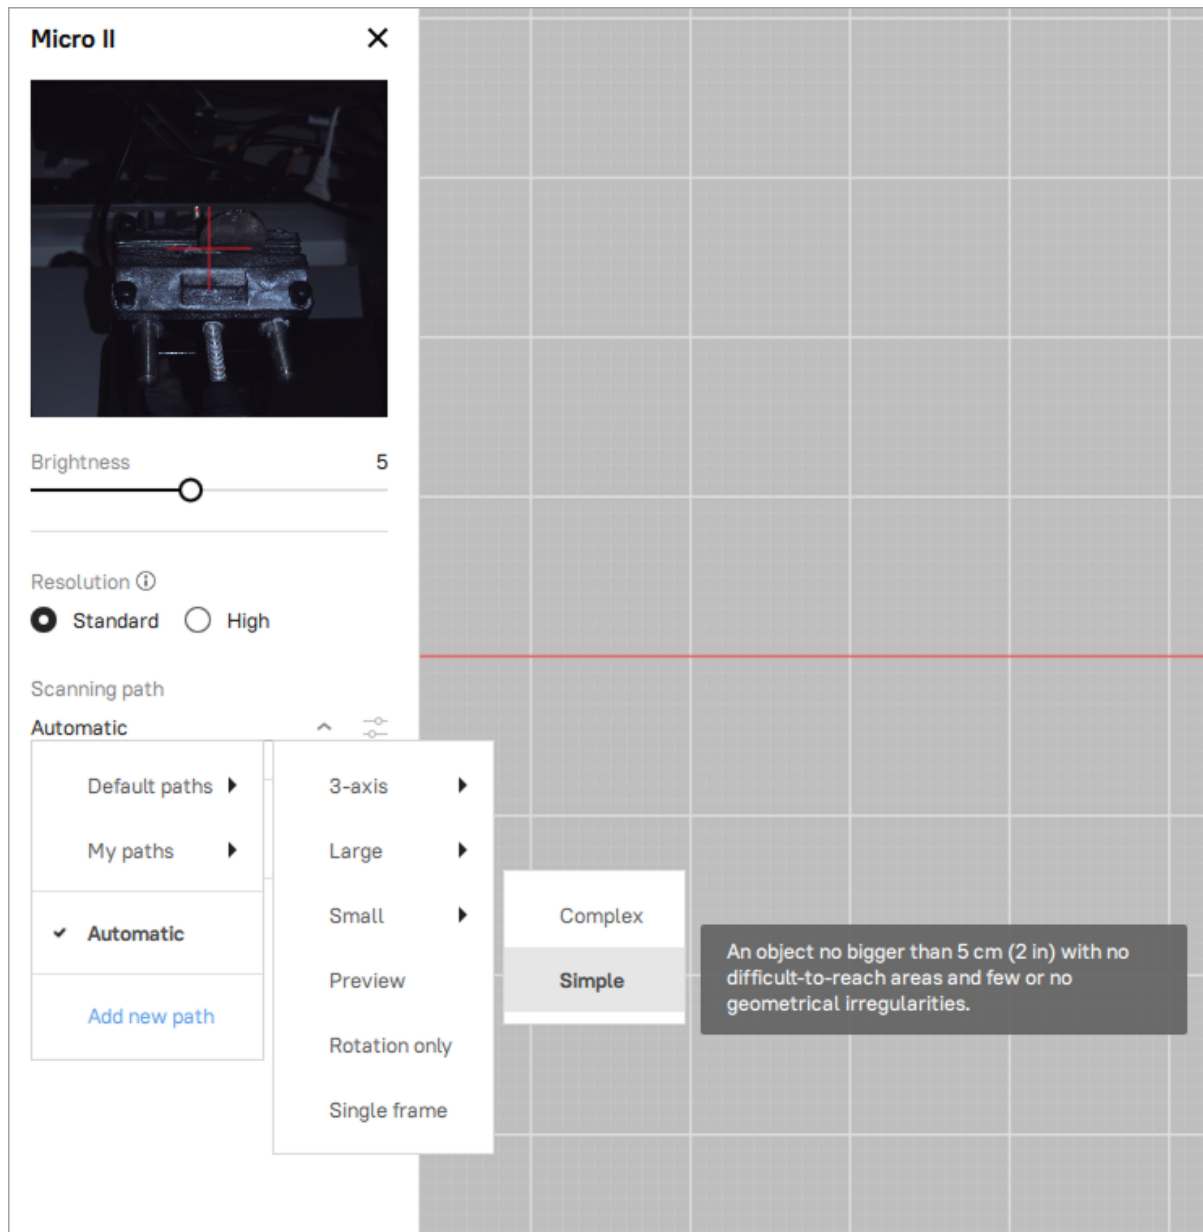 Micro II
Brightness 5
Resolution
Standard High
Scanning path
Automatic
Default paths
My paths
Automatic
Add new path
3-axis
Large
Small
Preview
Rotation only
Single frame
Complex
Simple
An object no bigger than 5 cm (2 in) with no
difficult-to-reach areas and few or no
geometrical irregularities.